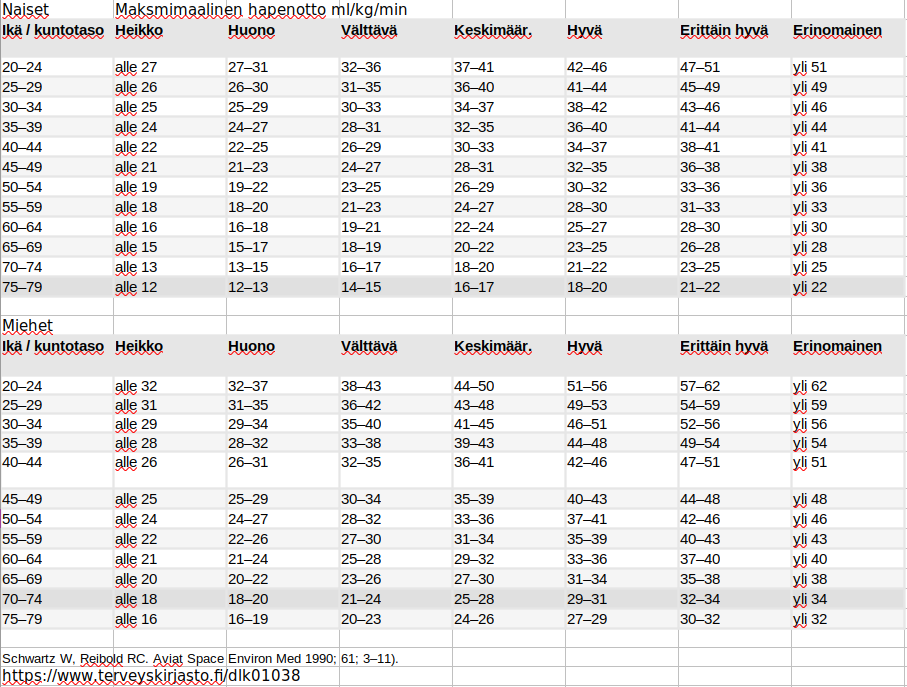 Naiset Maksmimaalinen hapenotto ml/kg/min
Ikä / kuntotaso Heikko Huono Välttävä Keskimäär. Hyvä Erittäin hyvä Erinomainen
20–24 alle 27 27–31 32–36 37–41 42–46 47–51 yli 51
25–29 alle 26 26–30 31–35 36–40 41–44 45–49 yli 49
30–34 alle 25 25–29 30–33 34–37 38–42 43–46 yli 46
35–39 alle 24 24–27 28–31 32–35 36–40 41–44 yli 44
40–44 alle 22 22–25 26–29 30–33 34–37 38–41 yli 41
45–49 alle 21 21–23 24–27 28–31 32–35 36–38 yli 38
50–54 alle 19 19–22 23–25 26–29 30–32 33–36 yli 36
55–59 alle 18 18–20 21–23 24–27 28–30 31–33 yli 33
60–64 alle 16 16–18 19–21 22–24 25–27 28–30 yli 30
65–69 alle 15 15–17 18–19 20–22 23–25 26–28 yli 28
70–74 alle 13 13–15 16–17 18–20 21–22 23–25 yli 25
75–79 alle 12 12–13 14–15 16–17 18–20 21–22 yli 22
Miehet
Ikä / kuntotaso Heikko Huono Välttävä Keskimäär. Hyvä Erittäin hyvä Erinomainen
20–24 alle 32 32–37 38–43 44–50 51–56 57–62 yli 62
25–29 alle 31 31–35 36–42 43–48 49–53 54–59 yli 59
30–34 alle 29 29–34 35–40 41–45 46–51 52–56 yli 56
35–39 alle 28 28–32 33–38 39–43 44–48 49–54 yli 54
40–44 alle 26 26–31 32–35 36–41 42–46 47–51 yli 51
45–49 alle 25 25–29 30–34 35–39 40–43 44–48 yli 48
50–54 alle 24 24–27 28–32 33–36 37–41 42–46 yli 46
55–59 alle 22 22–26 27–30 31–34 35–39 40–43 yli 43
60–64 alle 21 21–24 25–28 29–32 33–36 37–40 yli 40
65–69 alle 20 20–22 23–26 27–30 31–34 35–38 yli 38
70–74 alle 18 18–20 21–24 25–28 29–31 32–34 yli 34
75–79 alle 16 16–19 20–23 24–26 27–29 30–32 yli 32
Schwartz W, Reibold RC. Aviat Space Environ Med 1990; 61; 3–11).
https://www.terveyskirjasto.fi/dlk01038